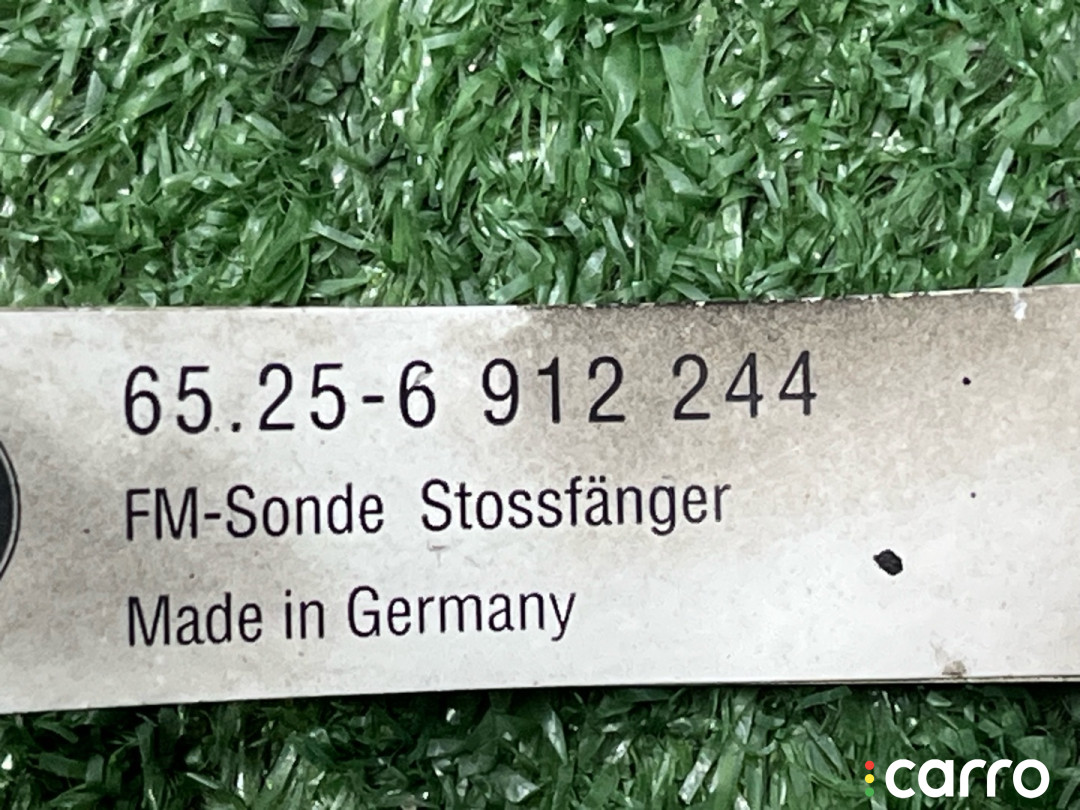 65.25-6 912 244
FM-Sonde Stossfänger
Made in Germany
carro